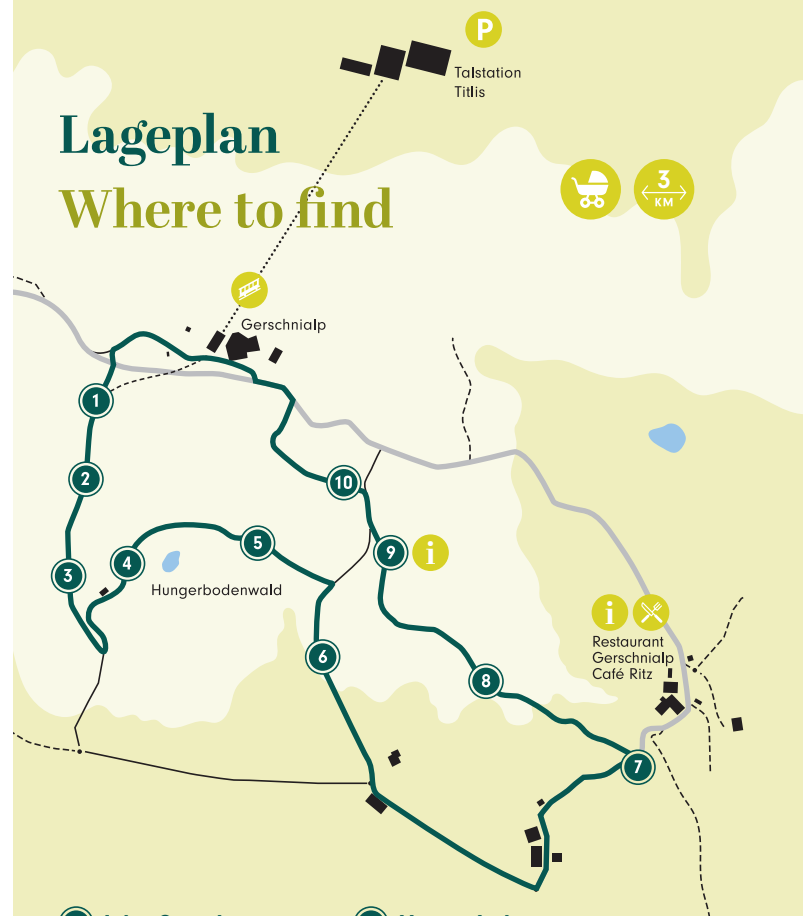 P
Talstation
Titlis
Lageplan
Where to find
3
KM
Gerschnialp
1
2
10
5
9
i
4
3
Hungerbodenwald
i
Restaurant
Gerschnialp
Café Ritz
6
8
7